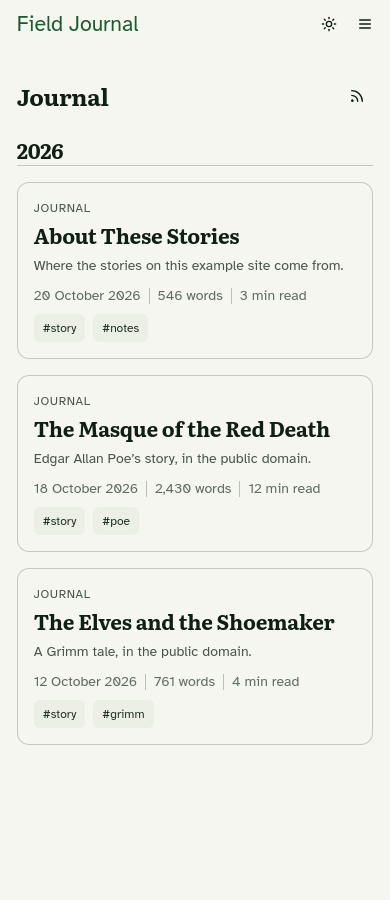 Field Journal
Journal
2026
JOURNAL
About These Stories
Where the stories on this example site come from.
20 October 2026 546 words 3 min read
#story #notes
JOURNAL
The Masque of the Red Death
Edgar Allan Poe’s story, in the public domain.
18 October 2026 2,430 words 12 min read
#story #poe
JOURNAL
The Elves and the Shoemaker
A Grimm tale, in the public domain.
12 October 2026 761 words 4 min read
#story #grimm